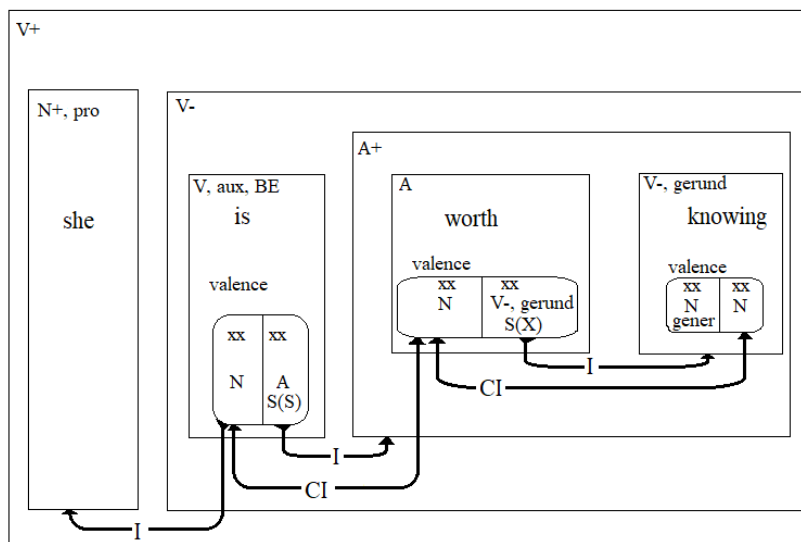 V+
N+, pro
she
V-
V, aux, BE
is
valence
xx xx
N A
S(S)
A+
A
worth
valence
xx xx
N V-, gerund
S(X)
V-, gerund
knowing
valence
xx xx
N N
gener
I
CI
I
CI
I